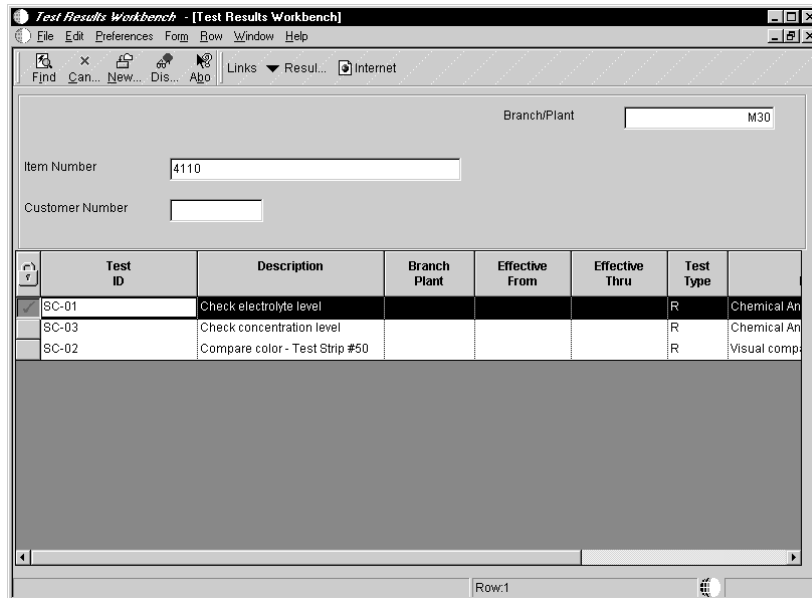 Test Results Workbench - [Test Results Workbench]
File Edit Preferences Form Row Window Help
Find Can... New... Dis... Abo Links Resul... Internet
Branch/Plant M30
Item Number 4110
Customer Number
Test ID Description Branch Plant Effective From Effective Thru Test Type
SC-01 Check electrolyte level R Chemical An
SC-03 Check concentration level R Chemical An
SC-02 Compare color - Test Strip #50 R Visual compa
Row:1